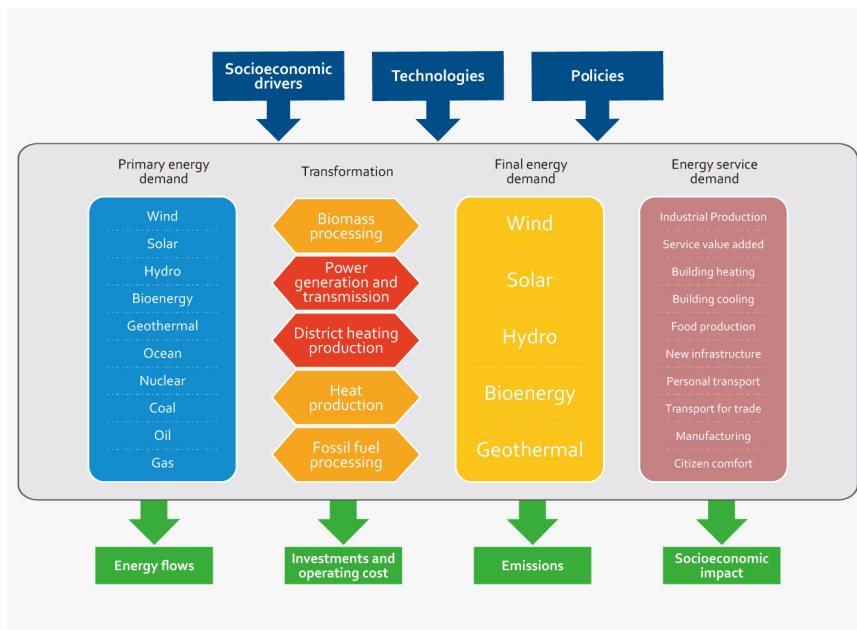 Socioeconomic
drivers
Technologies
Policies
Primary energy
demand
Transformation
Final energy
demand
Energy service
demand
Wind
Solar
Hydro
Bioenergy
Geothermal
Ocean
Nuclear
Coal
Oil
Gas
Biomass
processing
Power
generation and
transmission
District heating
production
Heat
production
Fossil fuel
processing
Wind
Solar
Hydro
Bioenergy
Geothermal
Industrial Production
Service value added
Building heating
Building cooling
Food production
New infrastructure
Personal transport
Transport for trade
Manufacturing
Citizen comfort
Energy flows
Investments and
operating cost
Emissions
Socioeconomic
impact